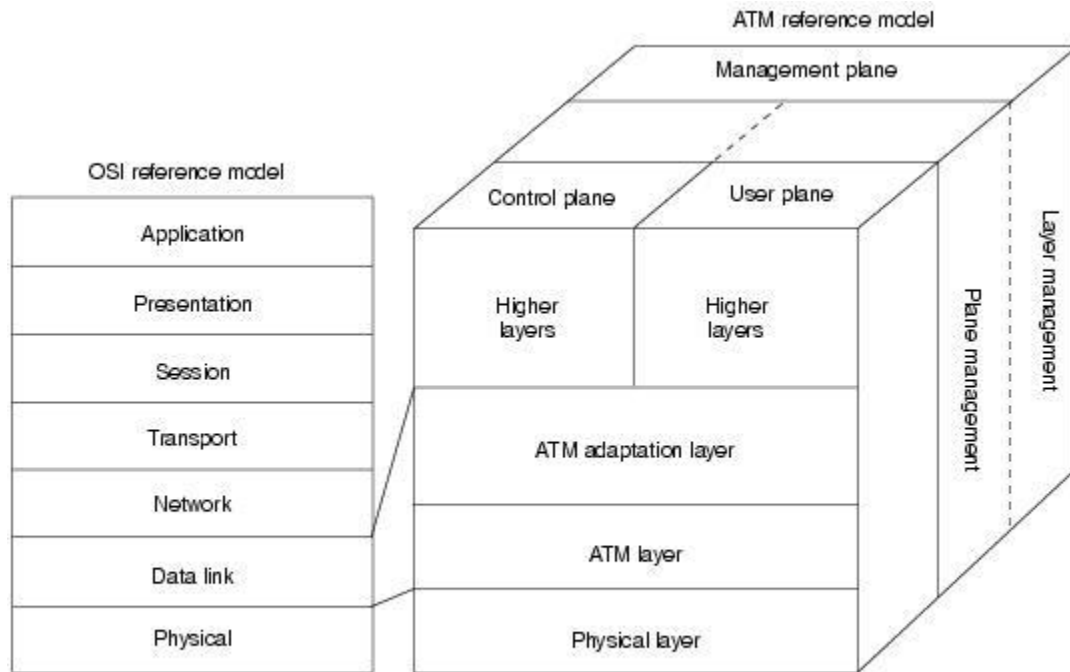 ATM reference model
Management plane
OSI reference model
Control plane
User plane
Application
Presentation
Session
Transport
Network
Data link
Physical
Higher
layers
Higher
layers
ATM adaptation layer
ATM layer
Physical layer
Plane management
Layer management